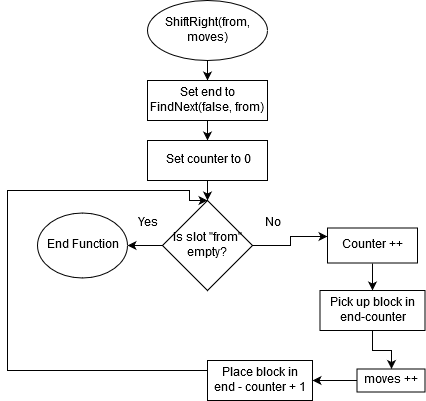 ShiftRight(from,
moves)
Set end to
FindNext(false, from)
Set counter to 0
Is slot "from"
empty?
Yes
No
End Function
Counter ++
Pick up block in
end-counter
moves ++
Place block in
end - counter + 1